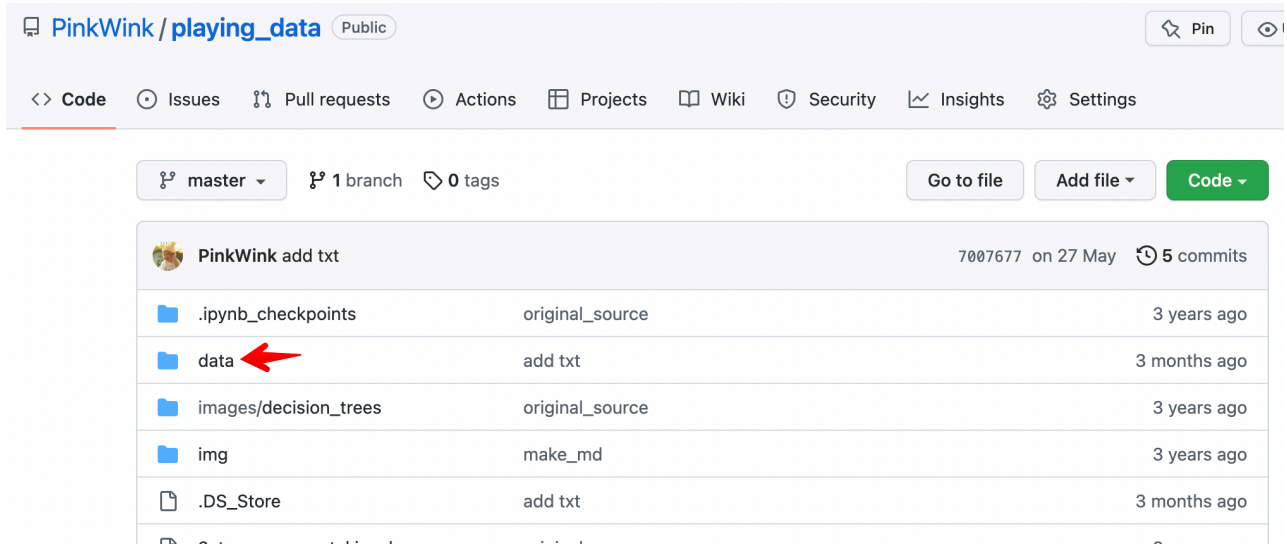 PinkWink / playing_data Public Pin
Code Issues Pull requests Actions Projects Wiki Security Insights Settings
master 1 branch 0 tags Go to file Add file Code
PinkWink add txt 7007677 on 27 May 5 commits
.ipynb_checkpoints original_source 3 years ago
data add txt 3 months ago
images/decision_trees original_source 3 years ago
img make_md 3 years ago
.DS_Store add txt 3 months ago